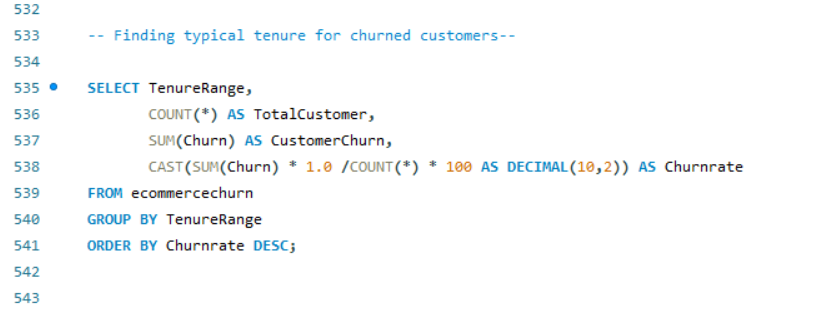 532
533 -- Finding typical tenure for churned customers--
534
535 SELECT TenureRange,
536 COUNT(*) AS TotalCustomer,
537 SUM(Churn) AS CustomerChurn,
538 CAST(SUM(Churn) * 1.0 /COUNT(*) * 100 AS DECIMAL(10,2)) AS Churnrate
539 FROM ecommercechurn
540 GROUP BY TenureRange
541 ORDER BY Churnrate DESC;
542
543